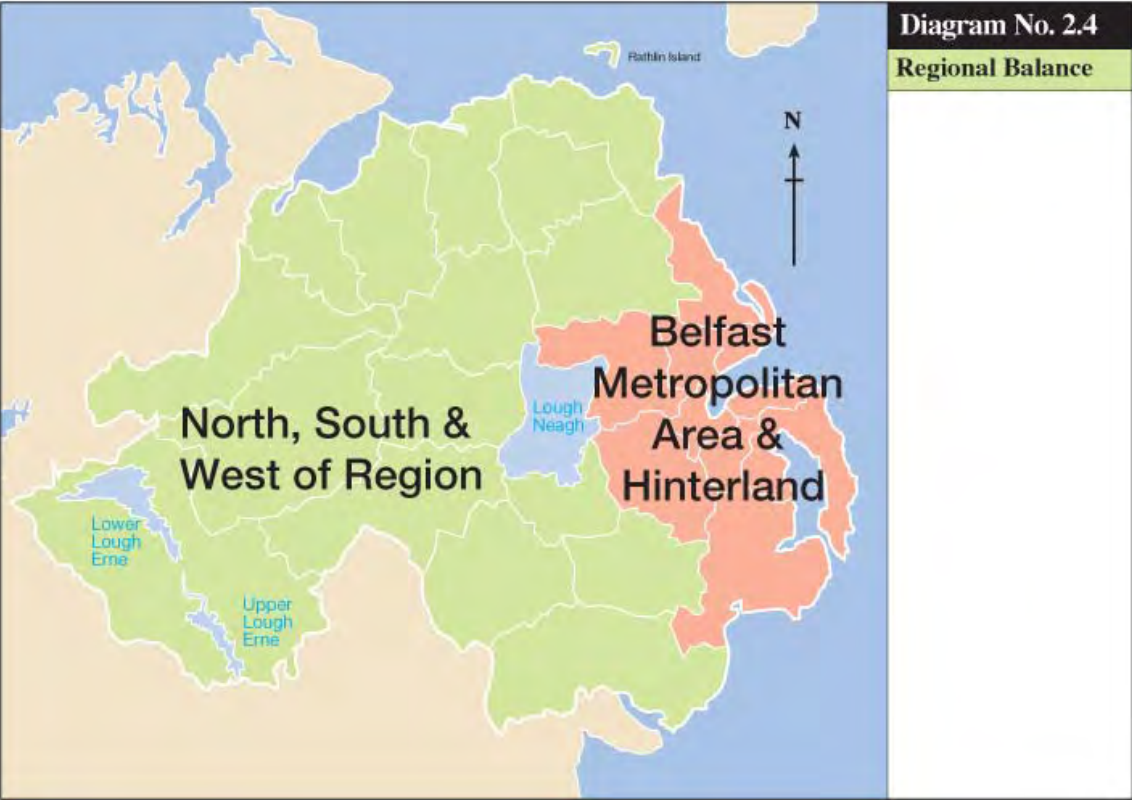 Diagram No. 2.4
Regional Balance
Rathlin Island
N
Belfast
Metropolitan
Area &
Hinterland
North, South &
West of Region
Lough
Neagh
Lower
Lough
Erne
Upper
Lough
Erne